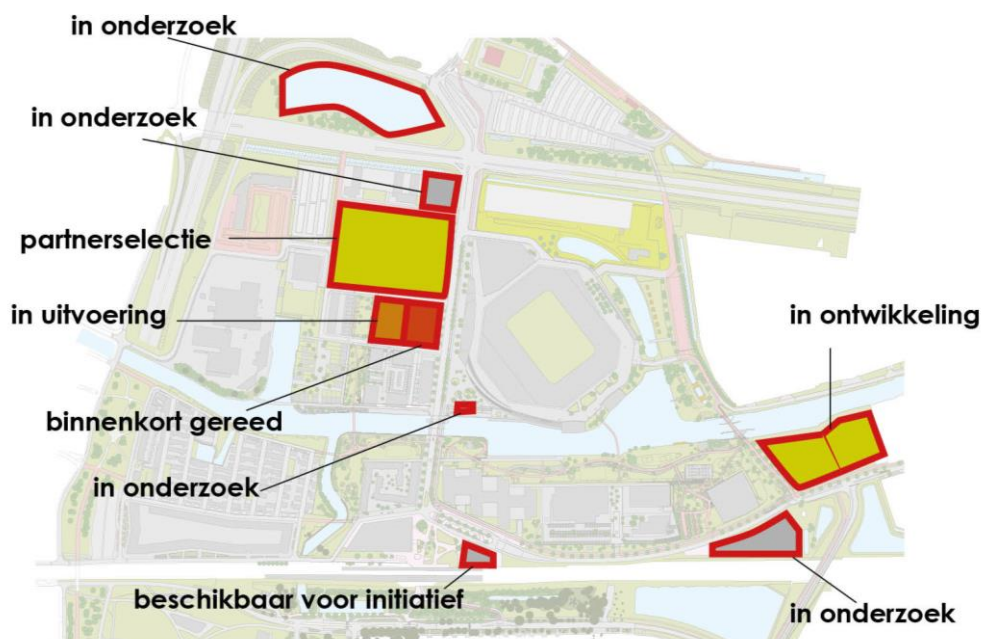 in onderzoek
in onderzoek
partnerselectie
in uitvoering
in ontwikkeling
binnenkort gereed
in onderzoek
beschikbaar voor initiatief
in onderzoek